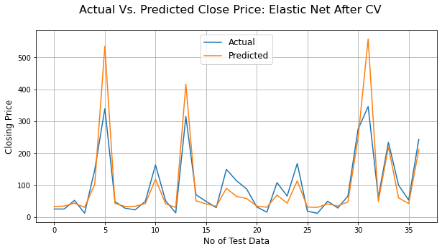 Actual Vs. Predicted Close Price: Elastic Net After CV
Actual
Predicted
Closing Price
500
400
300
200
100
0
0 5 10 15 20 25 30 35
No of Test Data